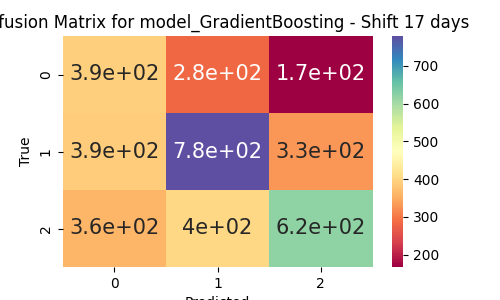 fusion Matrix for model_GradientBoosting - Shift 17 days
0 3.9e+02 2.8e+02 1.7e+02
1 3.9e+02 7.8e+02 3.3e+02
2 3.6e+02 4e+02 6.2e+02
0 1 2
True
Predicted
700
600
500
400
300
200